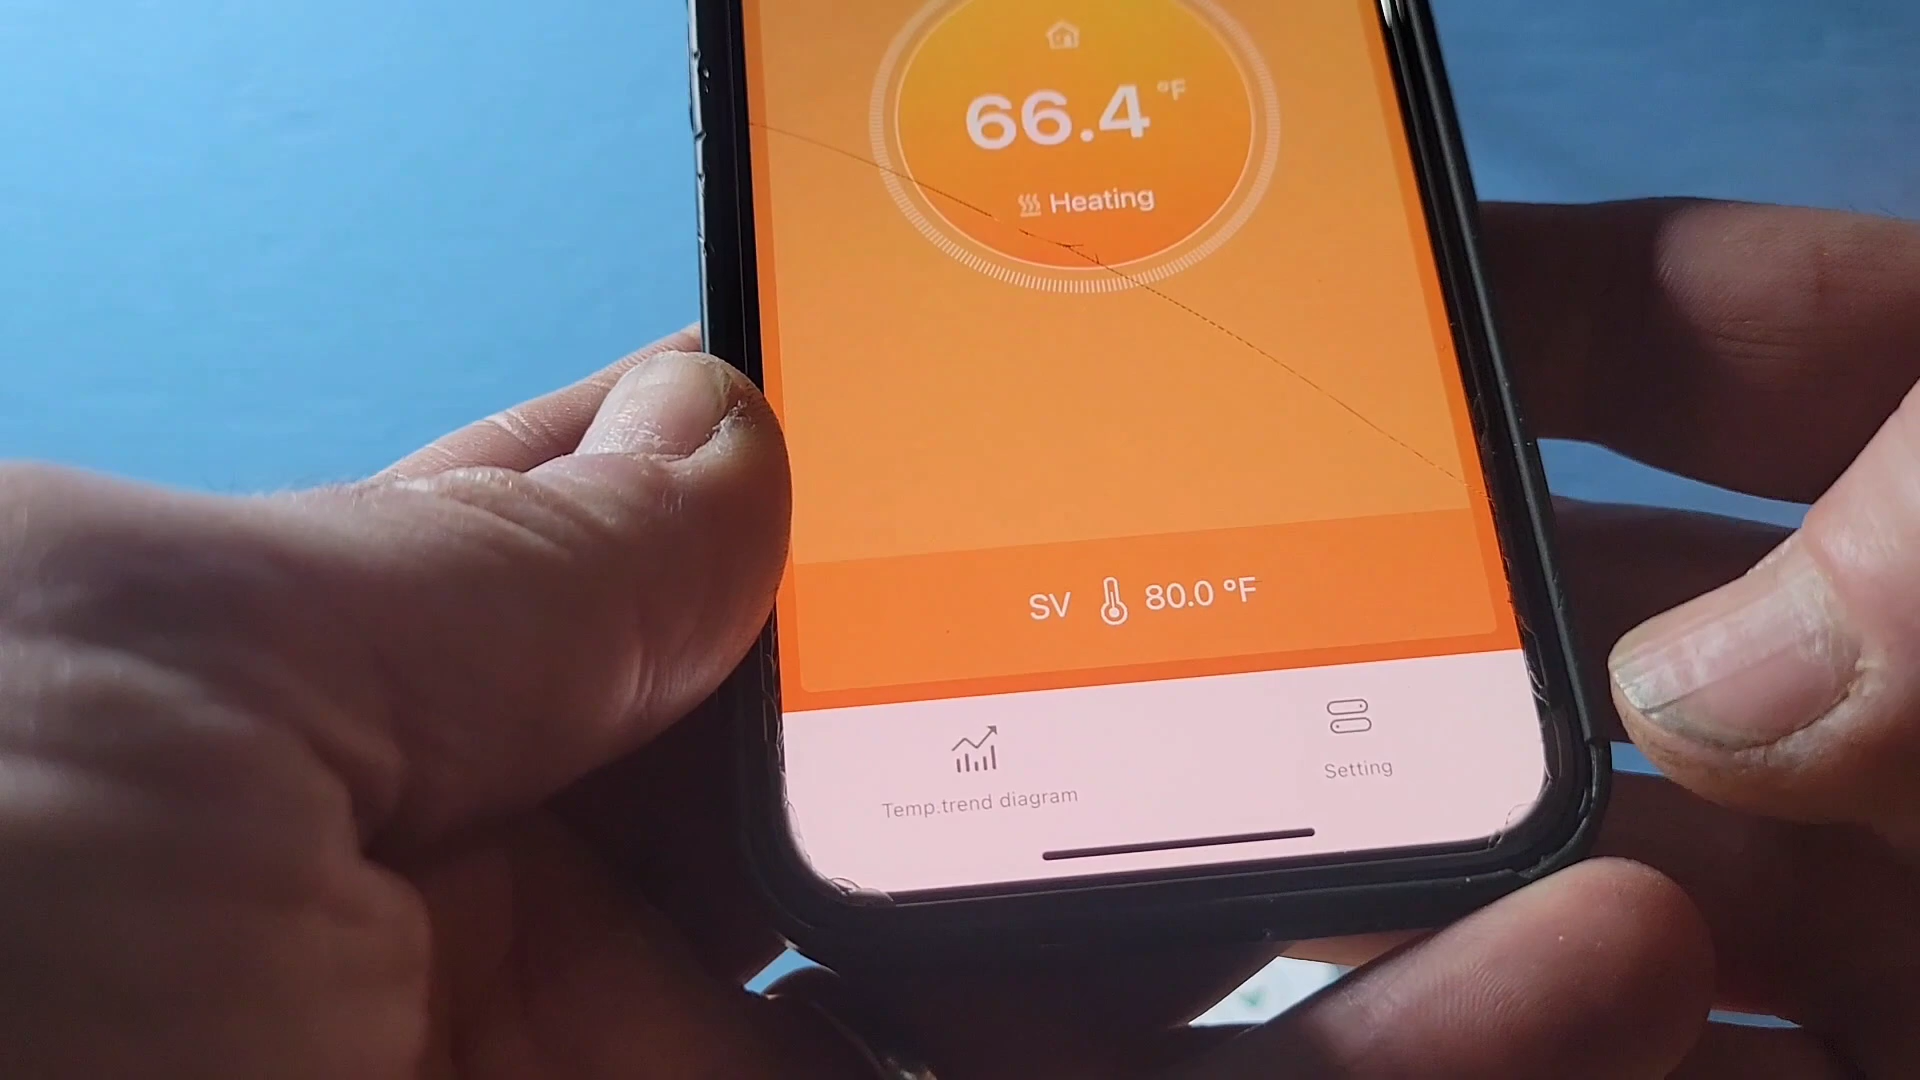 66.4 °F
Heating
SV 80.0 °F
Temp.trend diagram
Setting